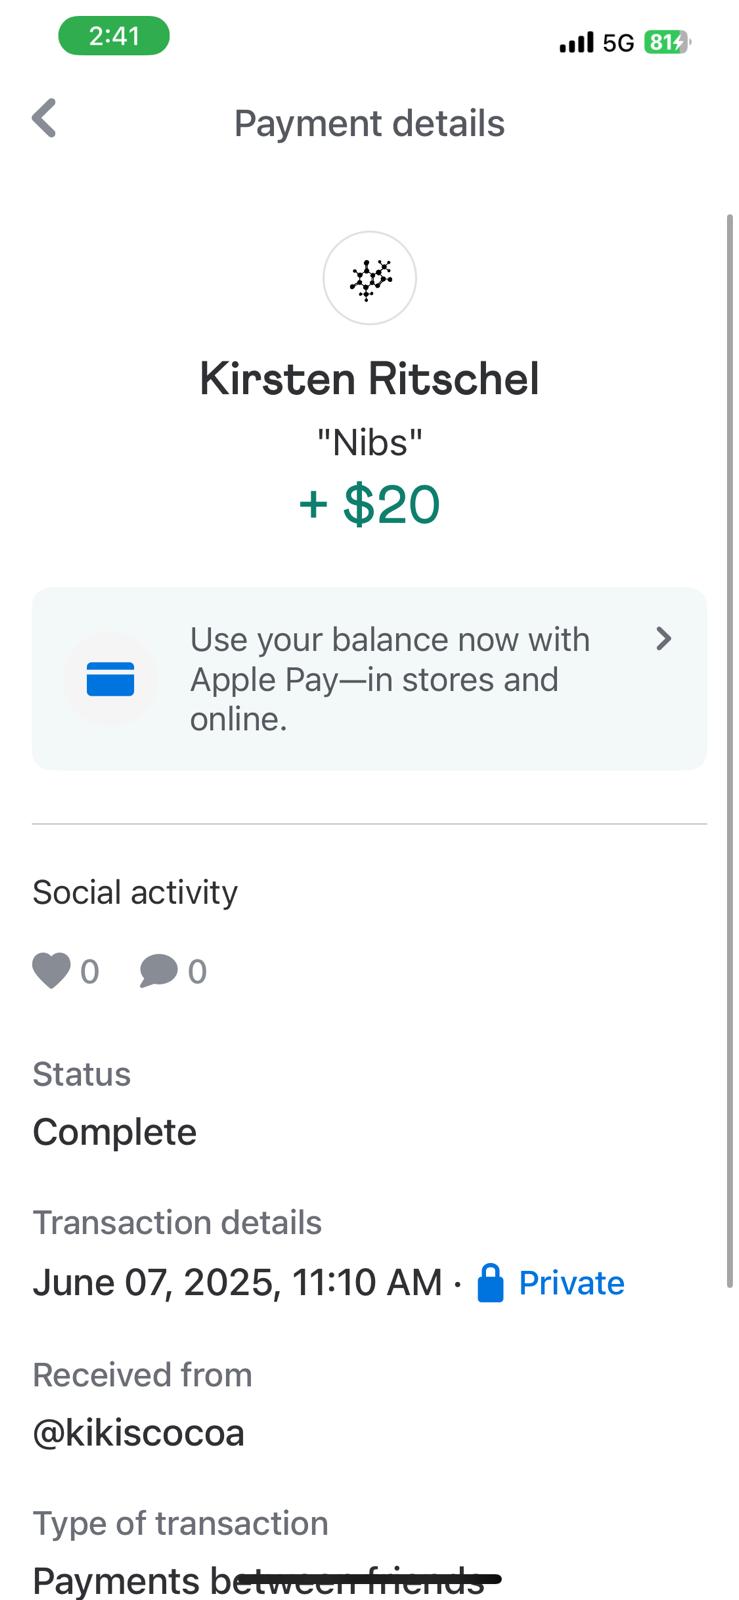 2:41
5G 81
Payment details
Kirsten Ritschel
"Nibs"
+ $20
Use your balance now with
Apple Pay—in stores and
online.
Social activity
0 0
Status
Complete
Transaction details
June 07, 2025, 11:10 AM · Private
Received from
@kikiscocoa
Type of transaction
Payments between friends